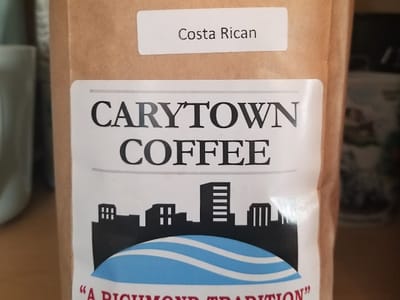 Costa Rican
CARYTOWN
COFFEE
“A RICHMOND TRADITION”